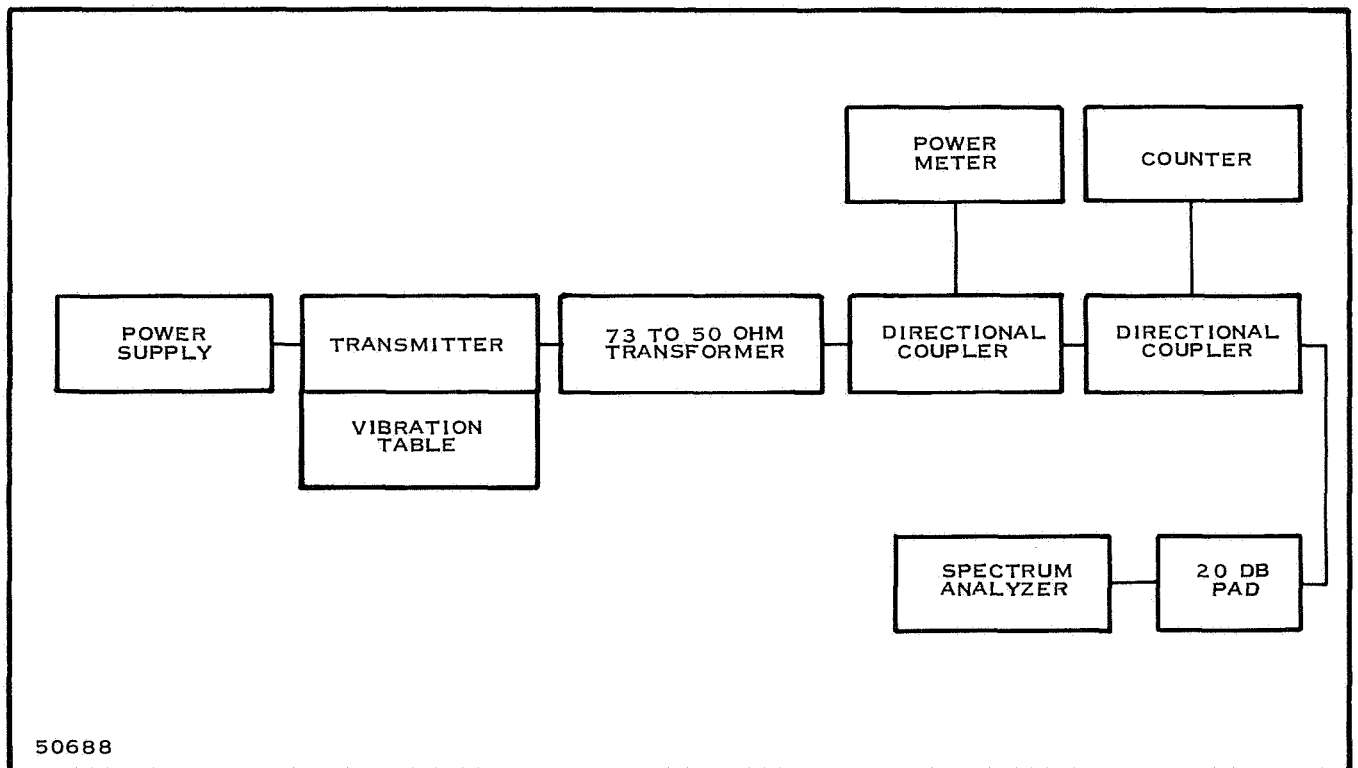 POWER
METER
COUNTER
POWER
SUPPLY
TRANSMITTER
73 TO 50 OHM
TRANSFORMER
DIRECTIONAL
COUPLER
DIRECTIONAL
COUPLER
VIBRATION
TABLE
SPECTRUM
ANALYZER
20 DB
PAD
50688